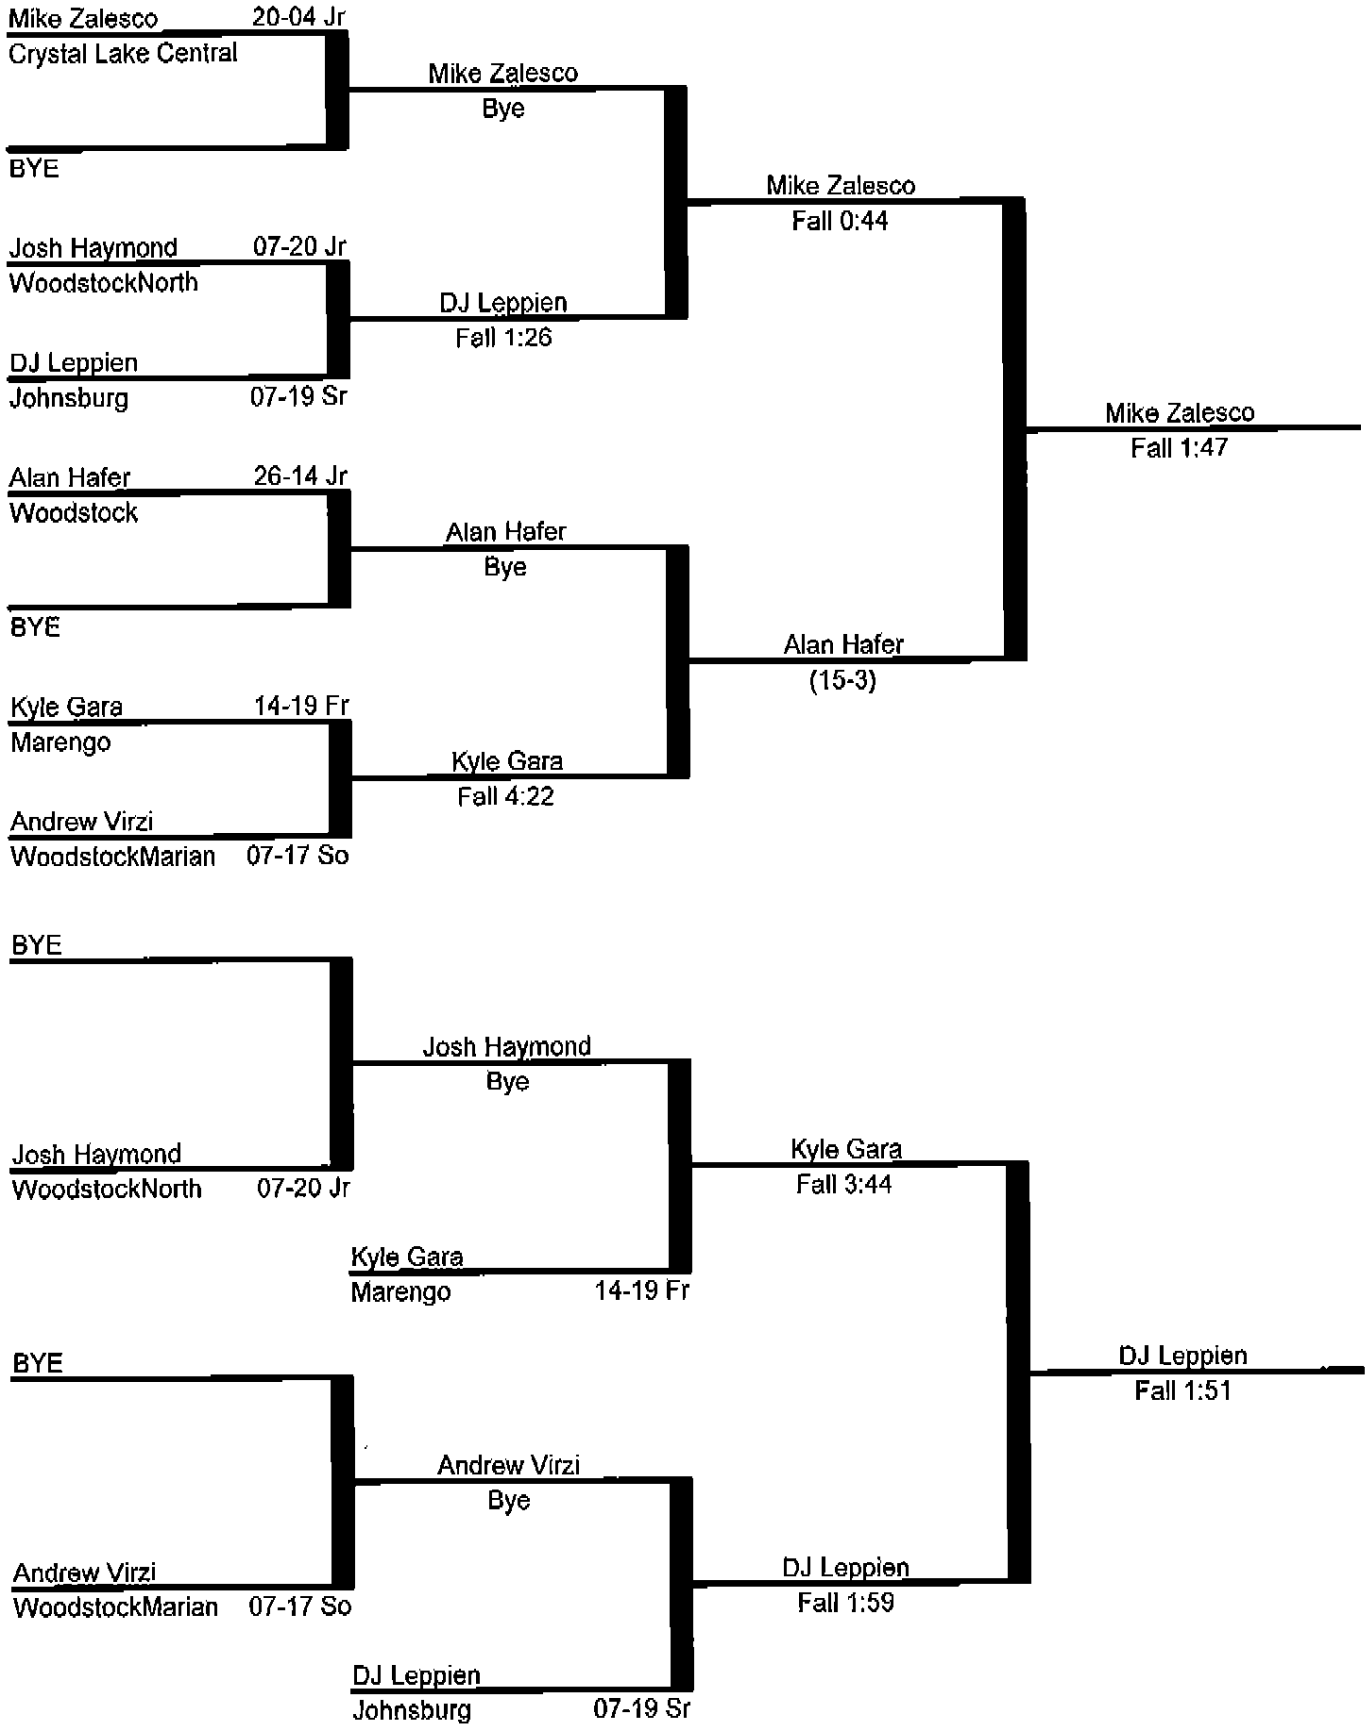 Mike Zalesco 20-04 Jr
Crystal Lake Central
Mike Zalesco
Bye
BYE
Mike Zalesco
Fall 0:44
Josh Haymond 07-20 Jr
WoodstockNorth
DJ Leppien
Fall 1:26
DJ Leppien
Johnsburg 07-19 Sr
Mike Zalesco
Fall 1:47
Alan Hafer 26-14 Jr
Woodstock
Alan Hafer
Bye
BYE
Alan Hafer
(15-3)
Kyle Gara 14-19 Fr
Marengo
Kyle Gara
Fall 4:22
Andrew Virzi
WoodstockMarian 07-17 So
BYE
Josh Haymond
Bye
Josh Haymond
WoodstockNorth 07-20 Jr
Kyle Gara
Fall 3:44
Kyle Gara
Marengo 14-19 Fr
BYE
DJ Leppien
Fall 1:51
Andrew Virzi
Bye
Andrew Virzi
WoodstockMarian 07-17 So
DJ Leppien
Fall 1:59
DJ Leppien
Johnsburg 07-19 Sr